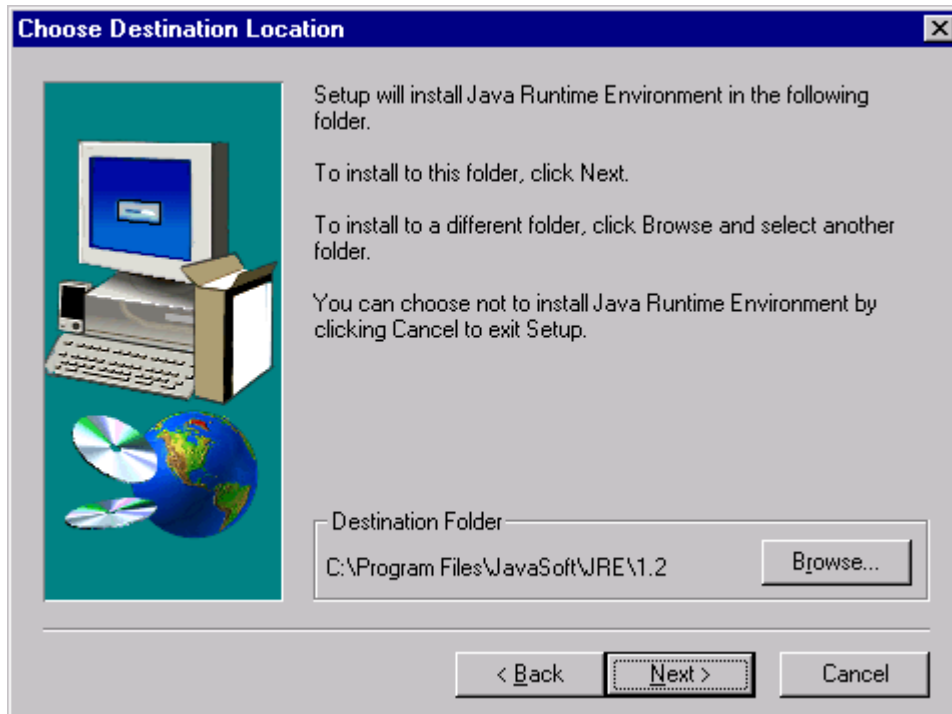 Choose Destination Location
Setup will install Java Runtime Environment in the following
folder.
To install to this folder, click Next.
To install to a different folder, click Browse and select another
folder.
You can choose not to install Java Runtime Environment by
clicking Cancel to exit Setup.
Destination Folder
C:\Program Files\JavaSoft\JRE\1.2
Browse...
< Back
Next >
Cancel